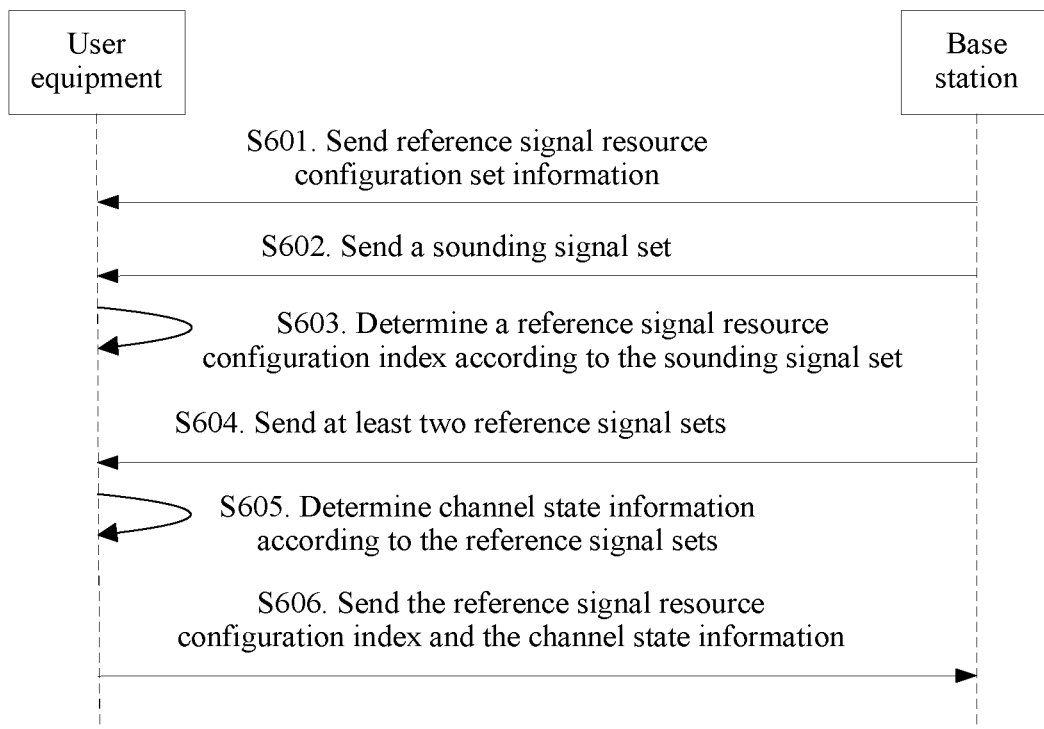 User
equipment
Base
station
S601. Send reference signal resource
configuration set information
S602. Send a sounding signal set
S603. Determine a reference signal resource
configuration index according to the sounding signal set
S604. Send at least two reference signal sets
S605. Determine channel state information
according to the reference signal sets
S606. Send the reference signal resource
configuration index and the channel state information